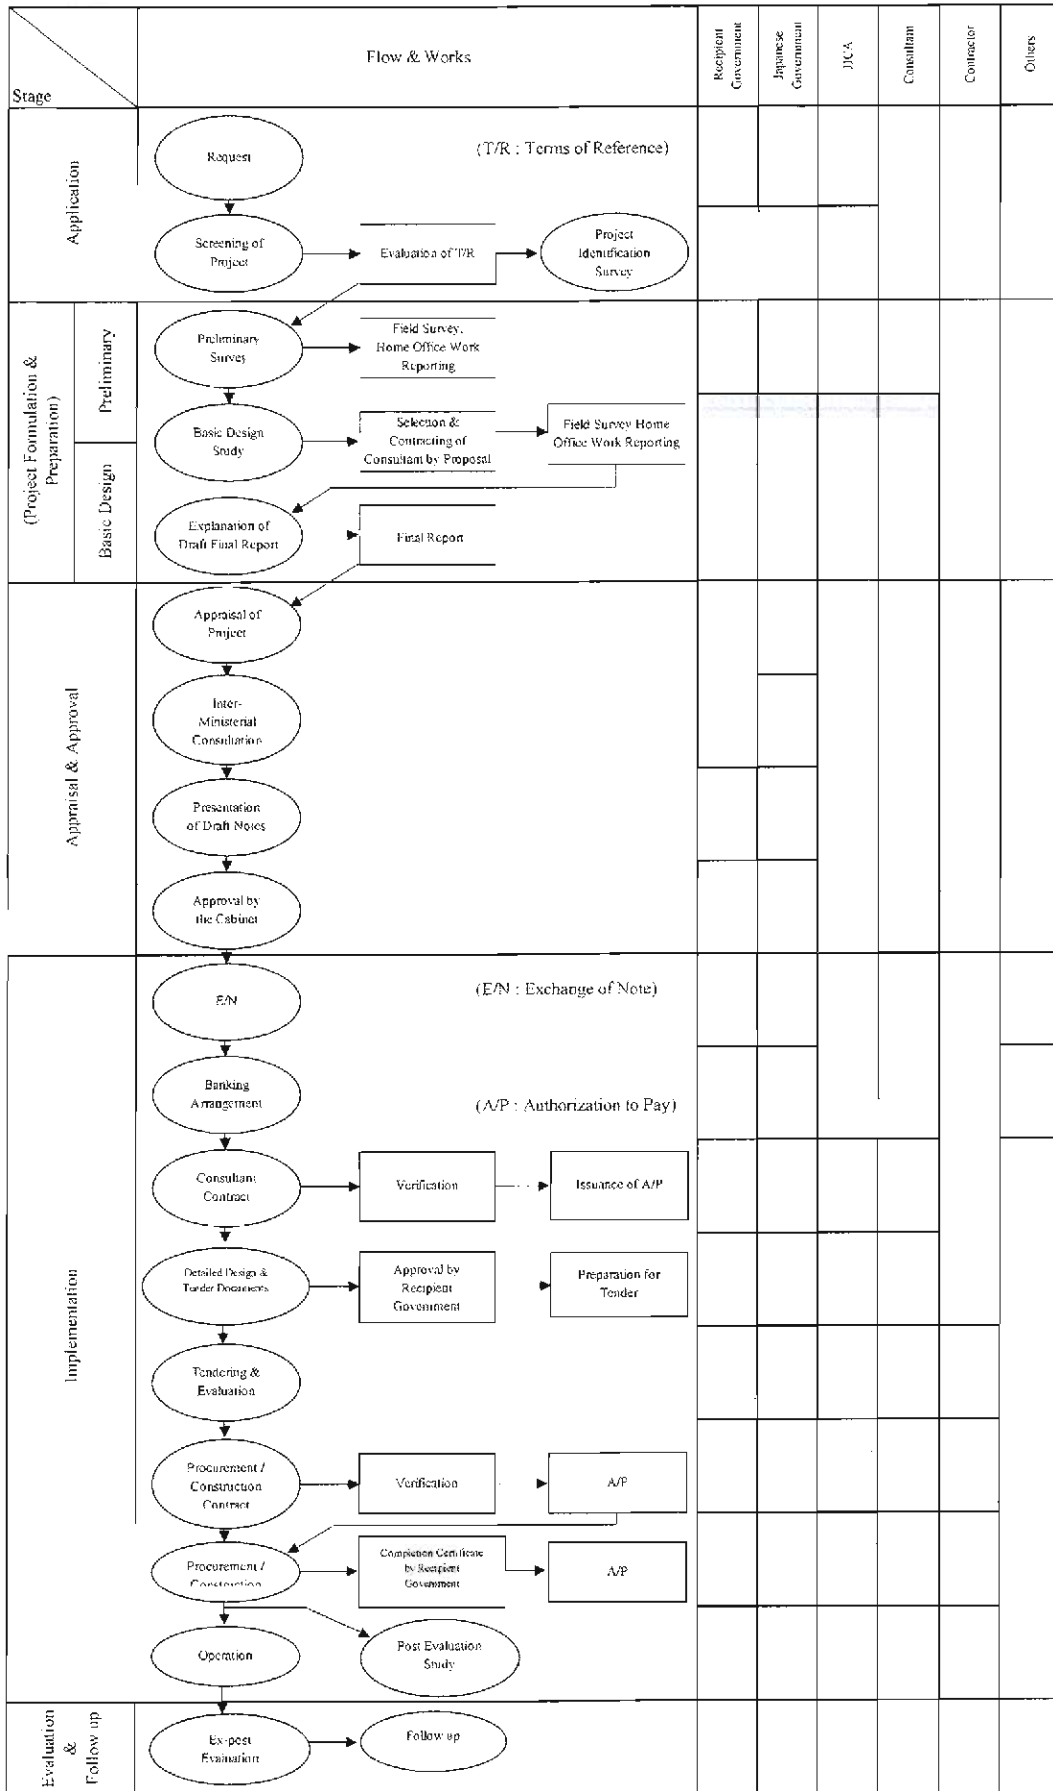 Stage
Flow & Works
Recipient
Government
Japanese
Government
JICA
Consultant
Contractor
Others
Application
Request
(T/R : Terms of Reference)
Screening of
Project
Evaluation of T/R
Project
Identification
Survey
(Project Formulation &
Preparation)
Preliminary
Preliminary
Survey
Field Survey,
Home Office Work
Reporting
Basic Design
Study
Selection &
Contracting of
Consultant by Proposal
Field Survey Home
Office Work Reporting
Basic Design
Explanation of
Draft Final Report
Final Report
Appraisal & Approval
Appraisal of
Project
Inter-
Ministerial
Consultation
Presentation
of Draft Notes
Approval by
the Cabinet
Implementation
E/N
(E/N : Exchange of Note)
Banking
Arrangement
(A/P : Authorization to Pay)
Consultant
Contract
Verification
Issuance of A/P
Detailed Design &
Tender Documents
Approval by
Recipient
Government
Preparation for
Tender
Tendering &
Evaluation
Procurement /
Construction
Contract
Verification
A/P
Procurement /
Construction
Completion Certificate
by Recipient
Government
A/P
Operation
Post Evaluation
Study
Evaluation
&
Follow up
Ex-post
Evaluation
Follow up